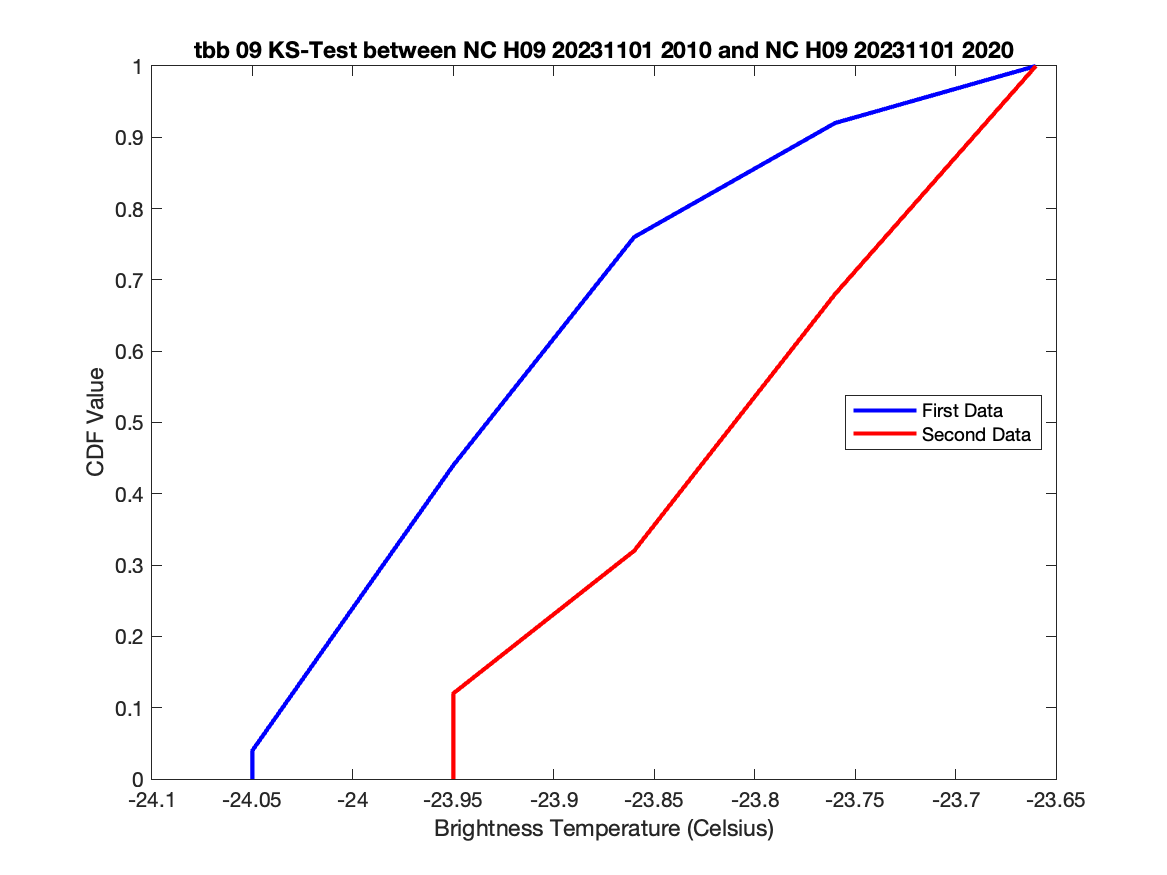 tbb 09 KS-Test between NC H09 20231101 2010 and NC H09 20231101 2020
1
0.9
0.8
0.7
0.6
0.5
0.4
0.3
0.2
0.1
0
CDF Value
First Data
Second Data
-24.1 -24.05 -24 -23.95 -23.9 -23.85 -23.8 -23.75 -23.7 -23.65
Brightness Temperature (Celsius)